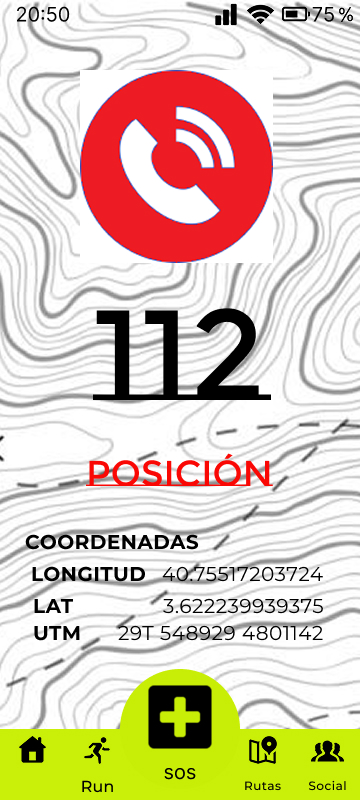 20:50 75%
112
POSICIÓN
COORDENADAS
LONGITUD 40.75517203724
LAT 3.622239939375
UTM 29T 548929 4801142
Run SOS Rutas Social